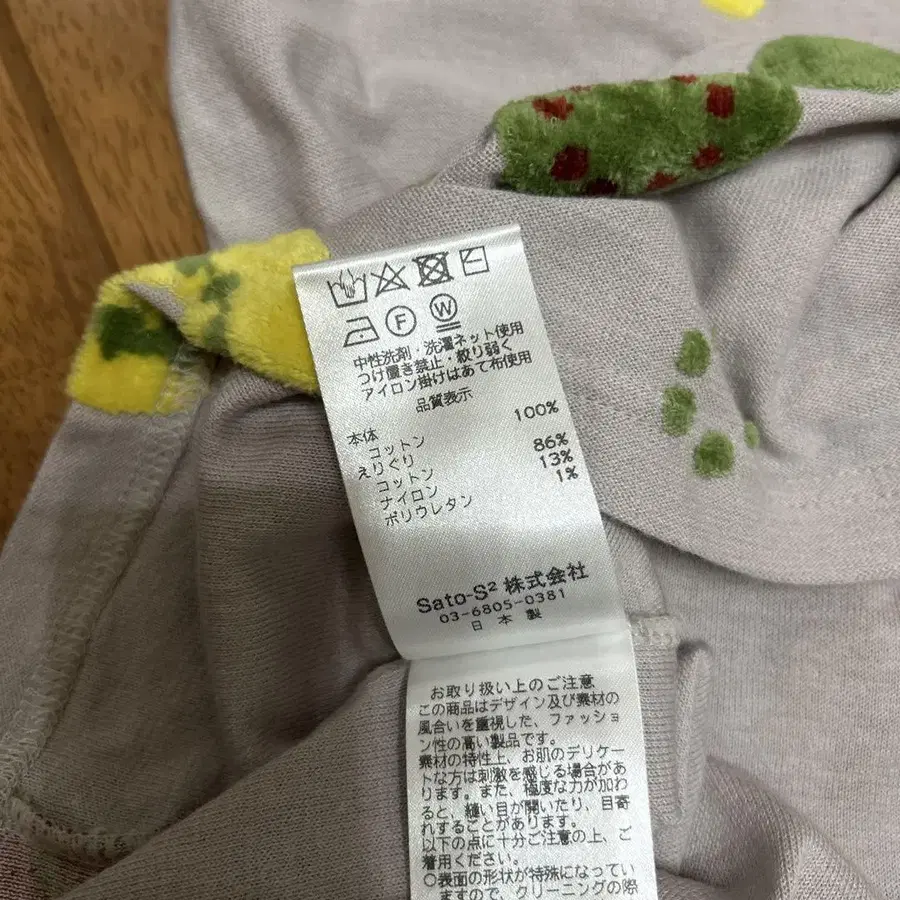 F W
中性洗剤・洗濯ネット使用
つけ置き禁止・絞り弱く
アイロン掛けはあて布使用
品質表示
本体
コットン 100%
えりぐり
コットン 86%
ナイロン 13%
ポリウレタン 1%
Sato-S² 株式会社
03-6805-0381
日本製
お取り扱い上のご注意
この商品はデザイン及び素材の
風合いを重視した、ファッショ
ン性の高い製品です。
素材の特性上、お肌のデリケー
トな方は刺激を感じる場合があ
ります。また、極度な力が加わ
ると、縫い目が開いたり、目寄
れすることがあります。
以下の点に十分ご注意の上、ご
着用ください。
○表面の形状が特殊になってい
ますので、クリーニングの際